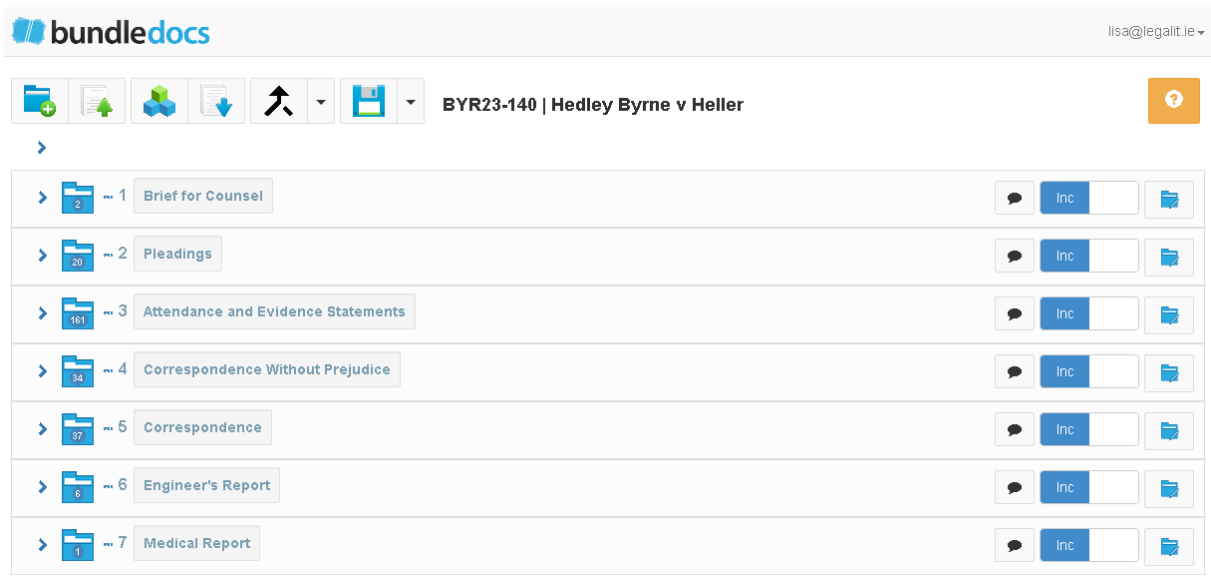 bundledocs
lisa@legalit.ie
BYR23-140 | Hedley Byrne v Heller
?
2 1 Brief for Counsel Inc
20 2 Pleadings Inc
161 3 Attendance and Evidence Statements Inc
34 4 Correspondence Without Prejudice Inc
37 5 Correspondence Inc
6 6 Engineer's Report Inc
1 7 Medical Report Inc